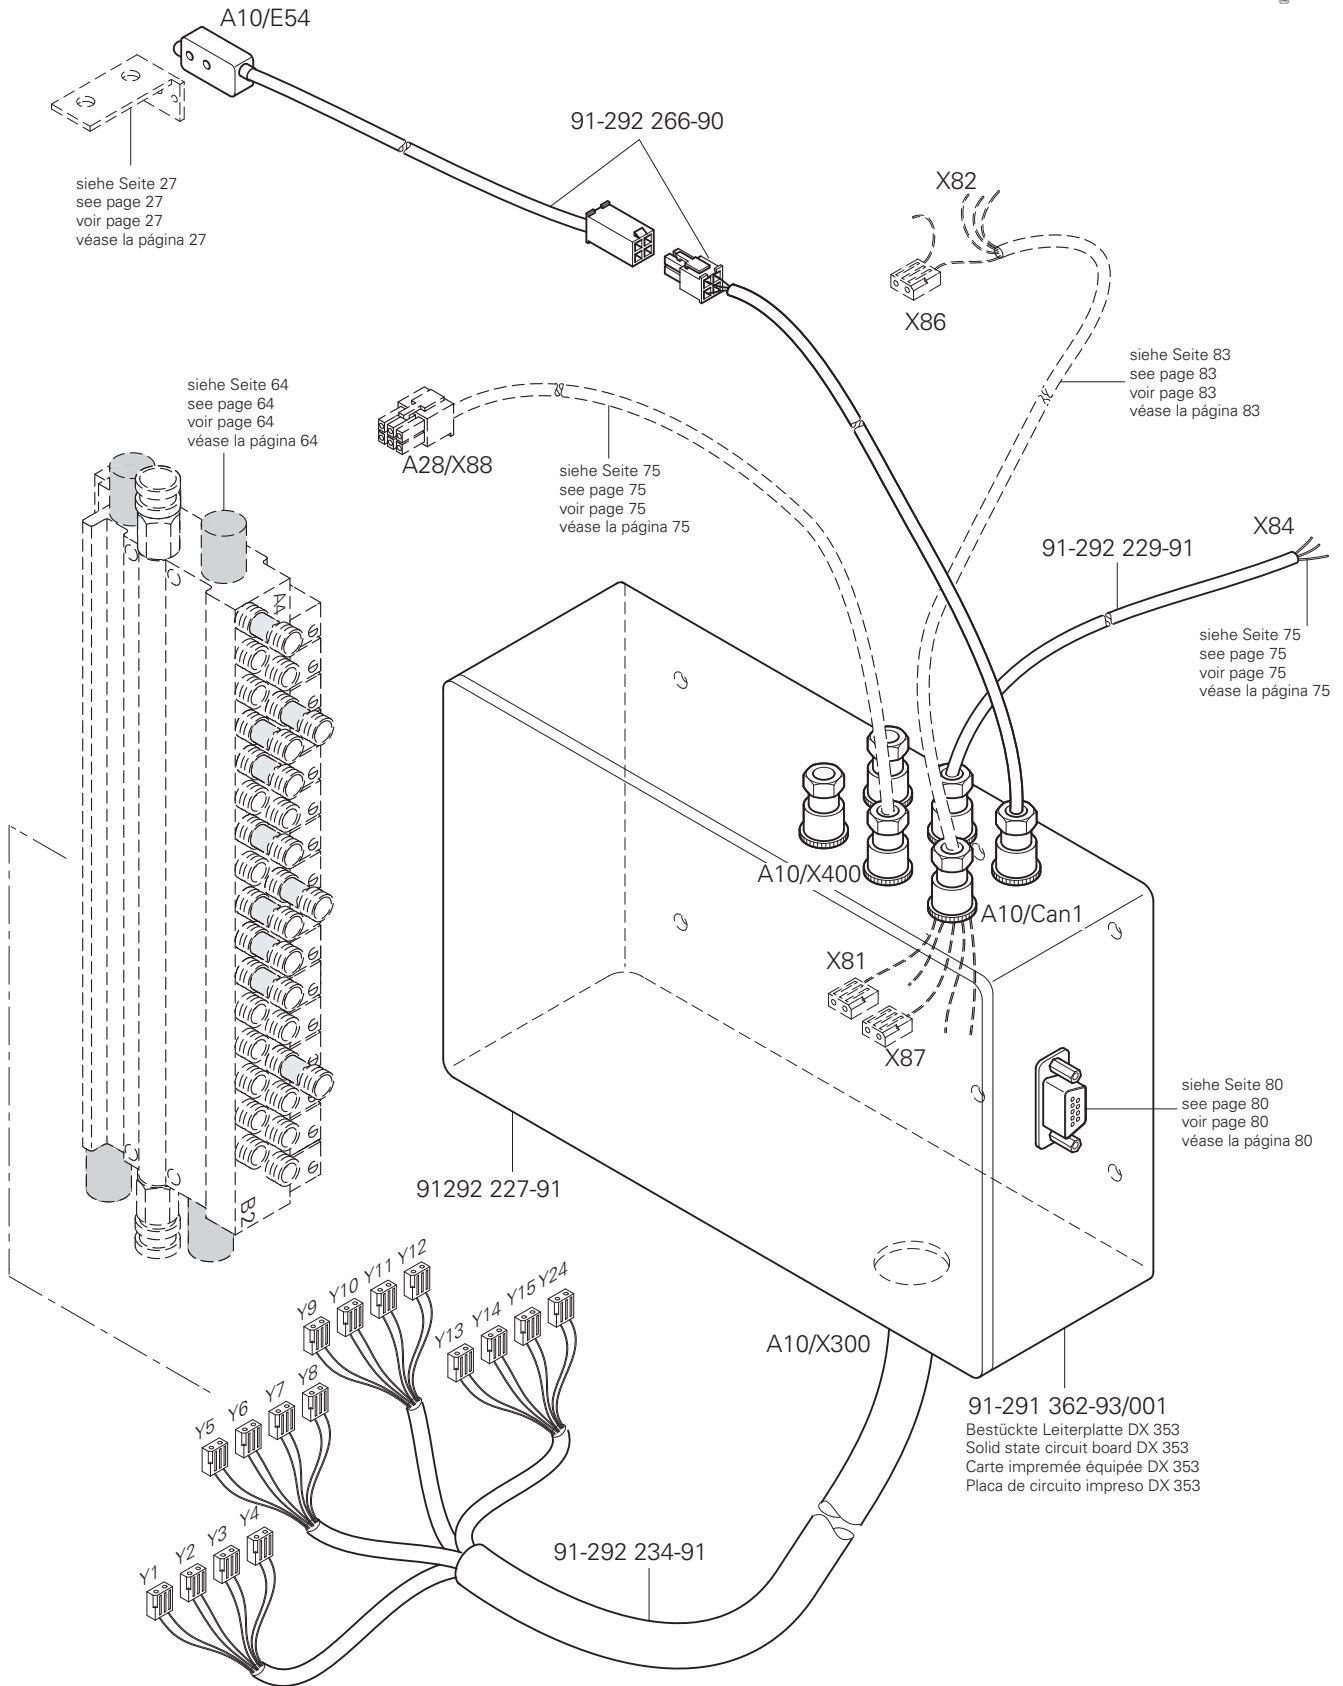 A10/E54
91-292 266-90
siehe Seite 27
see page 27
voir page 27
véase la página 27
X82
X86
siehe Seite 83
see page 83
voir page 83
véase la página 83
siehe Seite 64
see page 64
voir page 64
véase la página 64
A28/X88
siehe Seite 75
see page 75
voir page 75
véase la página 75
91-292 229-91
X84
siehe Seite 75
see page 75
voir page 75
véase la página 75
A10/X400
A10/Can1
X81
X87
siehe Seite 80
see page 80
voir page 80
véase la página 80
91292 227-91
B2
Y9
Y10
Y11
Y12
Y13
Y14
Y15
Y24
A10/X300
Y5
Y6
Y7
Y8
91-291 362-93/001
Bestückte Leiterplatte DX 353
Solid state circuit board DX 353
Carte impremée équipée DX 353
Placa de circuito impreso DX 353
Y1
Y2
Y3
Y4
91-292 234-91